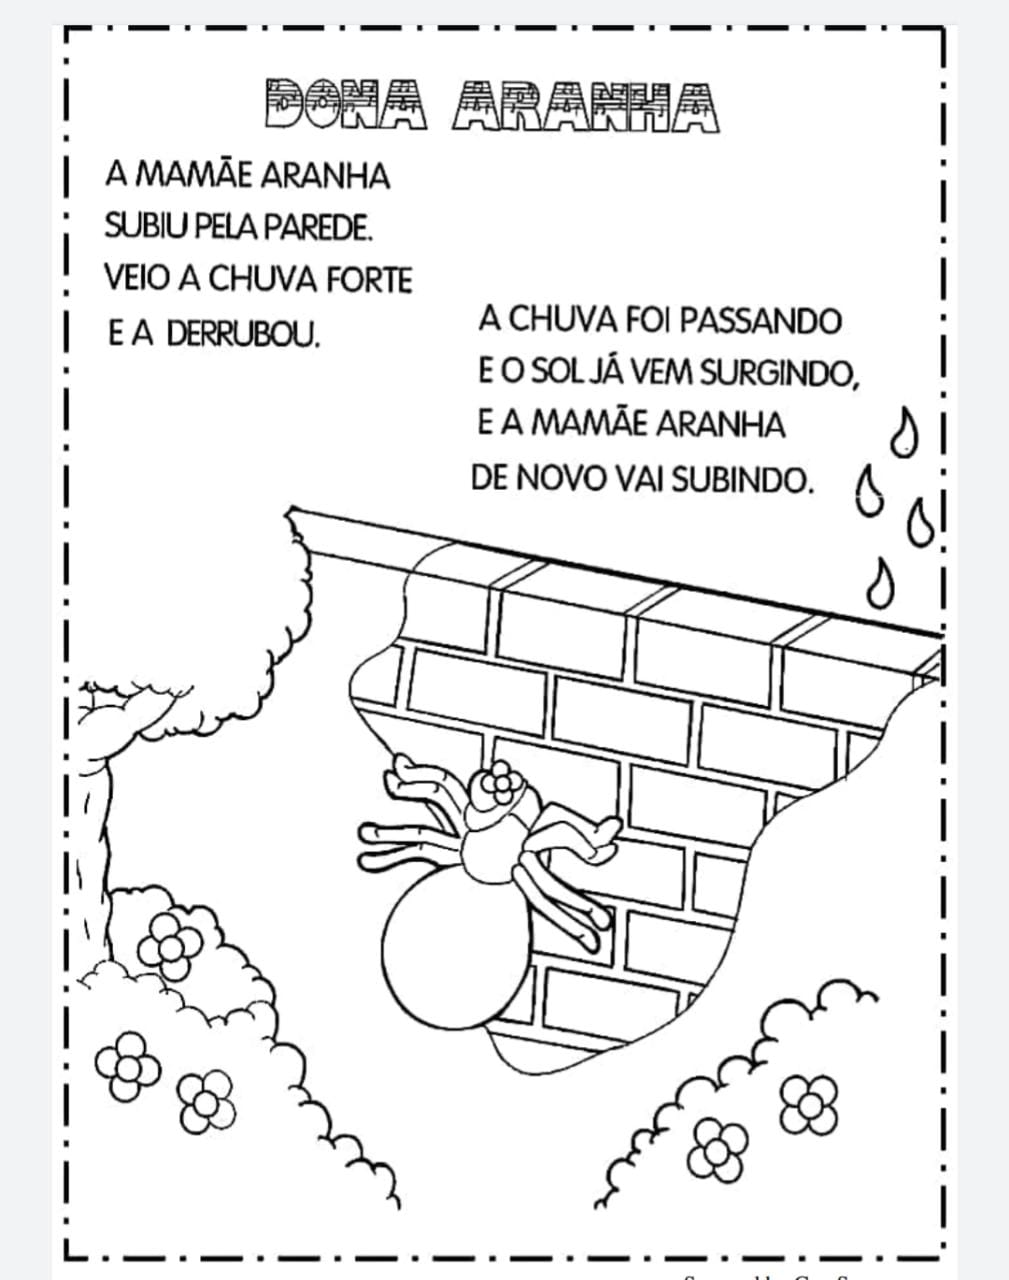 DONA ARANHA
A MAMÃE ARANHA
SUBIU PELA PAREDE.
VEIO A CHUVA FORTE
E A DERRUBOU.
A CHUVA FOI PASSANDO
E O SOL JÁ VEM SURGINDO,
E A MAMÃE ARANHA
DE NOVO VAI SUBINDO.